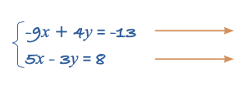 -9x + 4y = -13
5x - 3y = 8